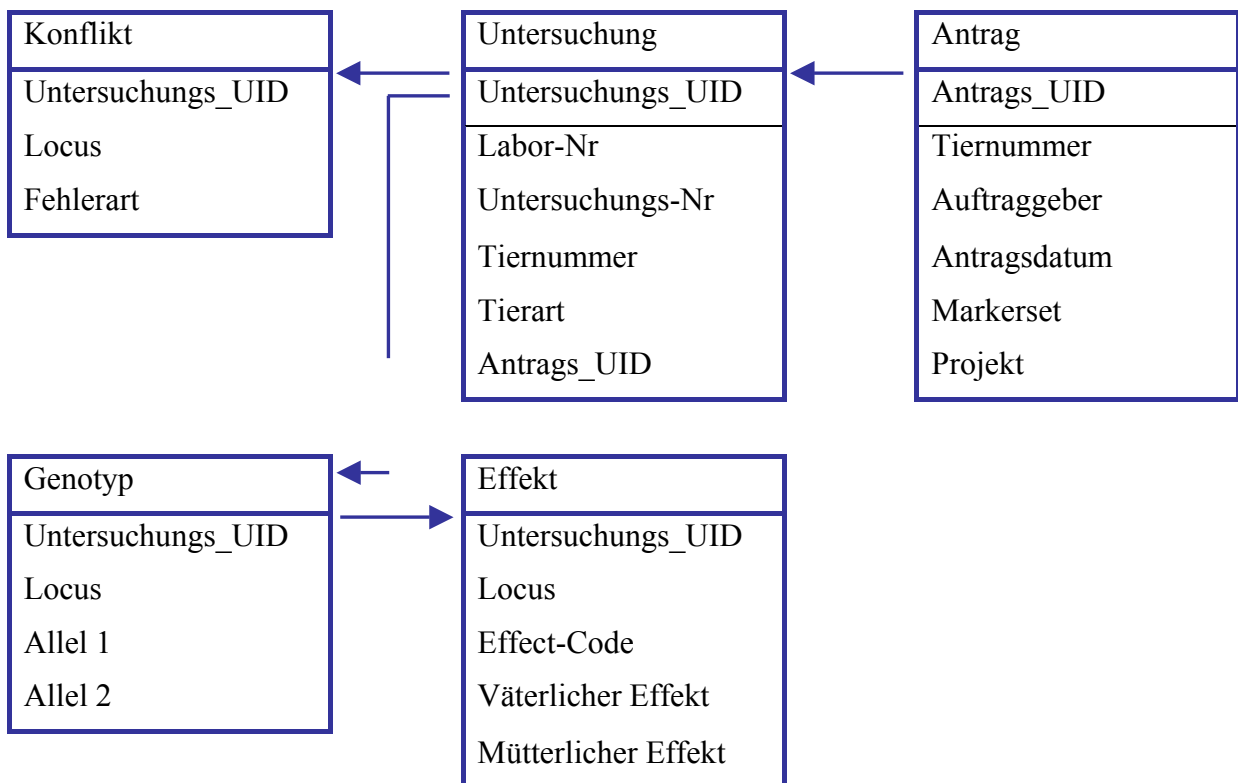 Konflikt
Untersuchungs_UID
Locus
Fehlerart
Untersuchung
Untersuchungs_UID
Labor-Nr
Untersuchungs-Nr
Tiernummer
Tierart
Antrags_UID
Antrag
Antrags_UID
Tiernummer
Auftraggeber
Antragsdatum
Markerset
Projekt
Genotyp
Untersuchungs_UID
Locus
Allel 1
Allel 2
Effekt
Untersuchungs_UID
Locus
Effect-Code
Väterlicher Effekt
Mütterlicher Effekt